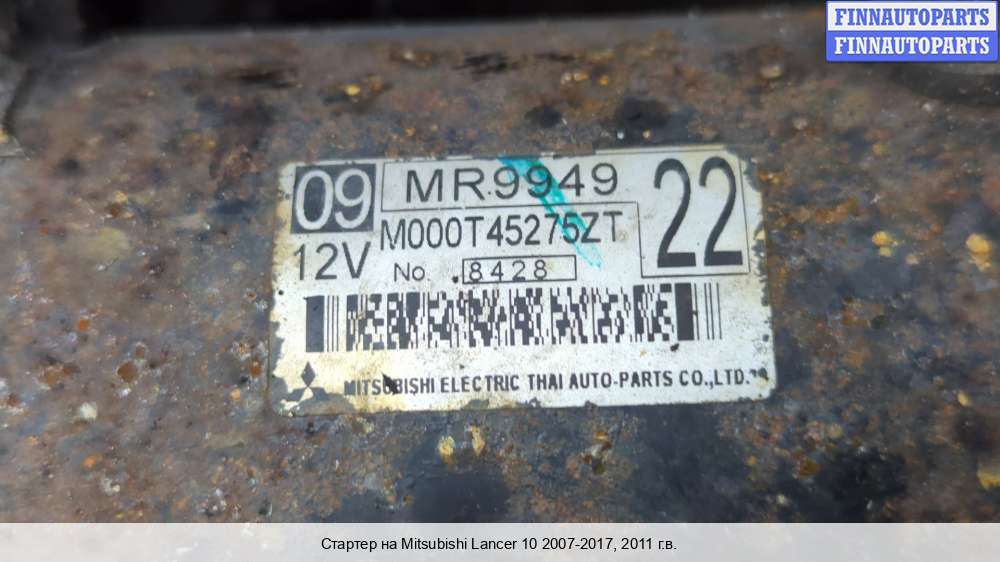 FINNAUTOPARTS
FINNAUTOPARTS
09 MR9949 22
M000T45275ZT
12V No 8428
MITSUBISHI ELECTRIC THAI AUTO-PARTS CO.,LTD.
Стартер на Mitsubishi Lancer 10 2007-2017, 2011 г.в.